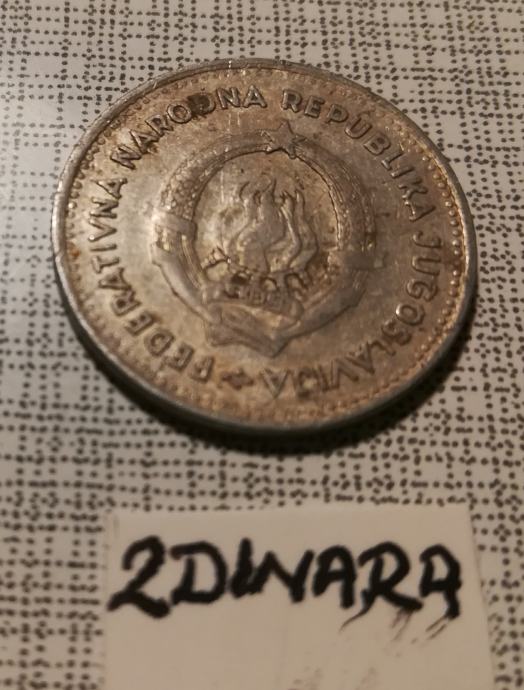 FEDERATIVNA NARODNA REPUBLIKA JUGOSLAVIJA
2DINARA